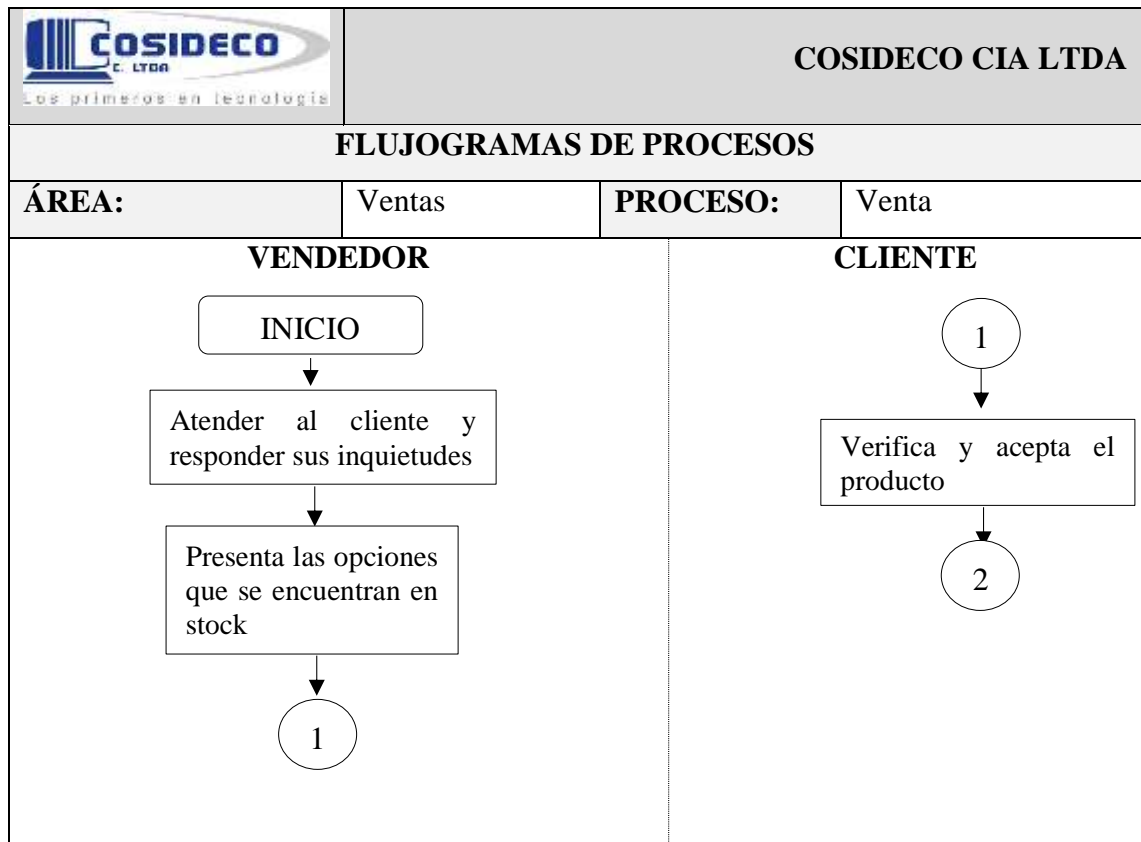 COSIDECO
C. LTDA
Los primeros en tecnología
COSIDECO CIA LTDA
FLUJOGRAMAS DE PROCESOS
ÁREA: Ventas PROCESO: Venta
VENDEDOR
INICIO
Atender al cliente y
responder sus inquietudes
Presenta las opciones
que se encuentran en
stock
1
CLIENTE
1
Verifica y acepta el
producto
2